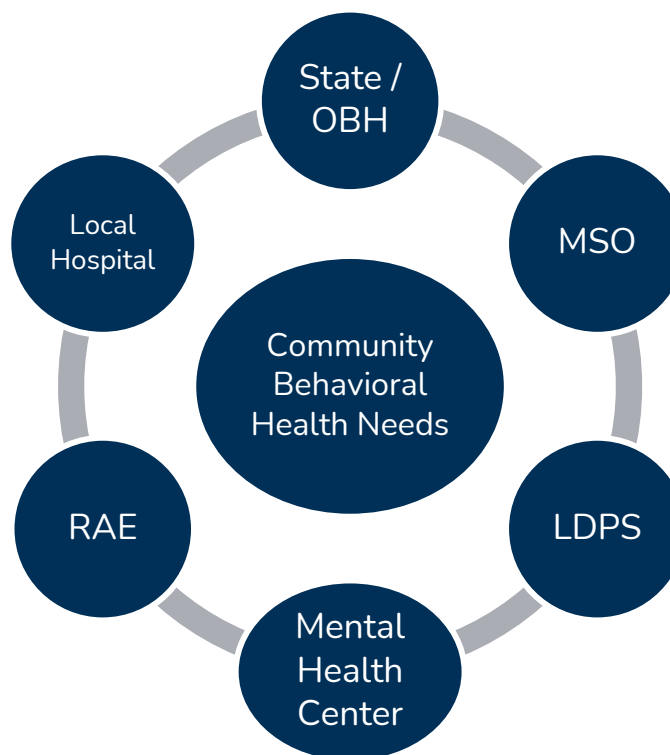 State /
OBH
MSO
LDPS
Mental
Health
Center
RAE
Local
Hospital
Community
Behavioral
Health Needs